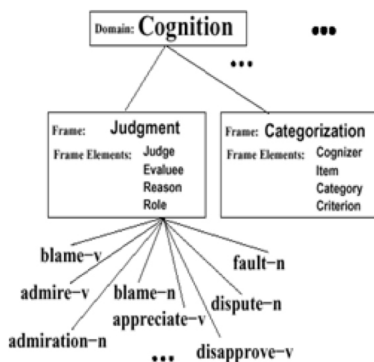 Domain: Cognition
Frame: Judgment
Frame Elements: Judge
Evaluee
Reason
Role
Frame: Categorization
Frame Elements: Cognizer
Item
Category
Criterion
blame-v
fault-n
admire-v
blame-n
dispute-n
appreciate-v
admiration-n
disapprove-v